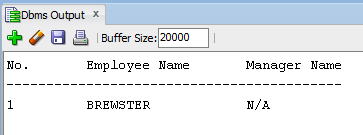 Dbms Output x
Buffer Size: 20000
No. Employee Name Manager Name
-------------------------------------------
1 BREWSTER N/A